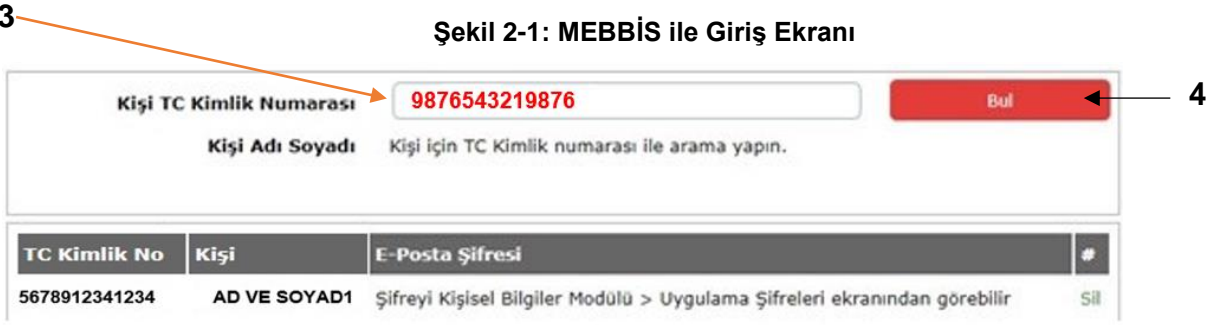 3
Şekil 2-1: MEBBİS ile Giriş Ekranı
Kişi TC Kimlik Numarası 9876543219876 Bul 4
Kişi Adı Soyadı Kişi için TC Kimlik numarası ile arama yapın.
TC Kimlik No Kişi E-Posta Şifresi #
5678912341234 AD VE SOYAD1 Şifreyi Kişisel Bilgiler Modülü > Uygulama Şifreleri ekranından görebilir Sil